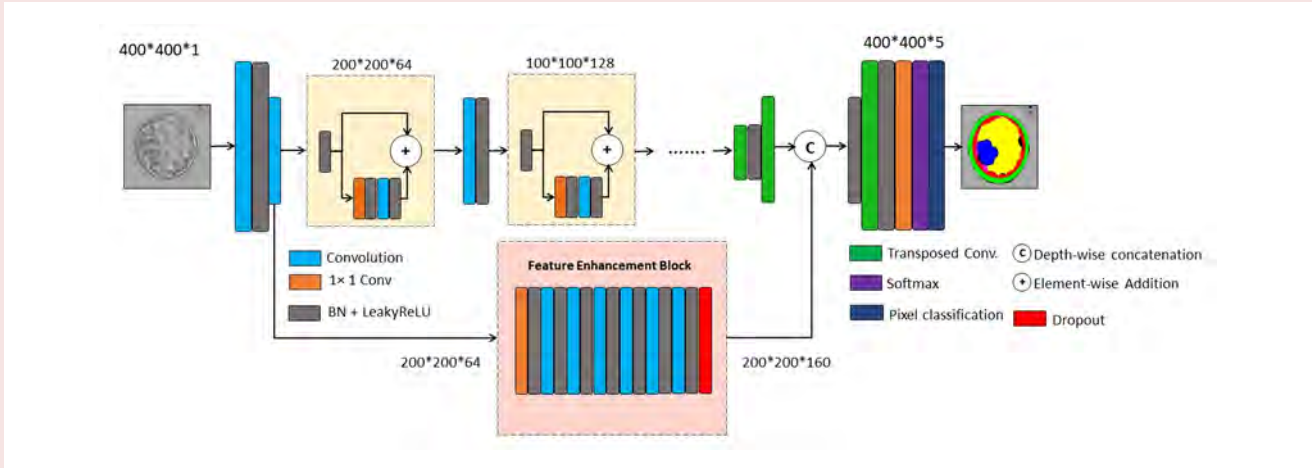 400*400*1
200*200*64
100*100*128
400*400*5
+
+
.......
C
Convolution
1× 1 Conv
BN + LeakyReLU
Feature Enhancement Block
Transposed Conv.
Softmax
Pixel classification
C Depth-wise concatenation
+ Element-wise Addition
Dropout
200*200*64
200*200*160